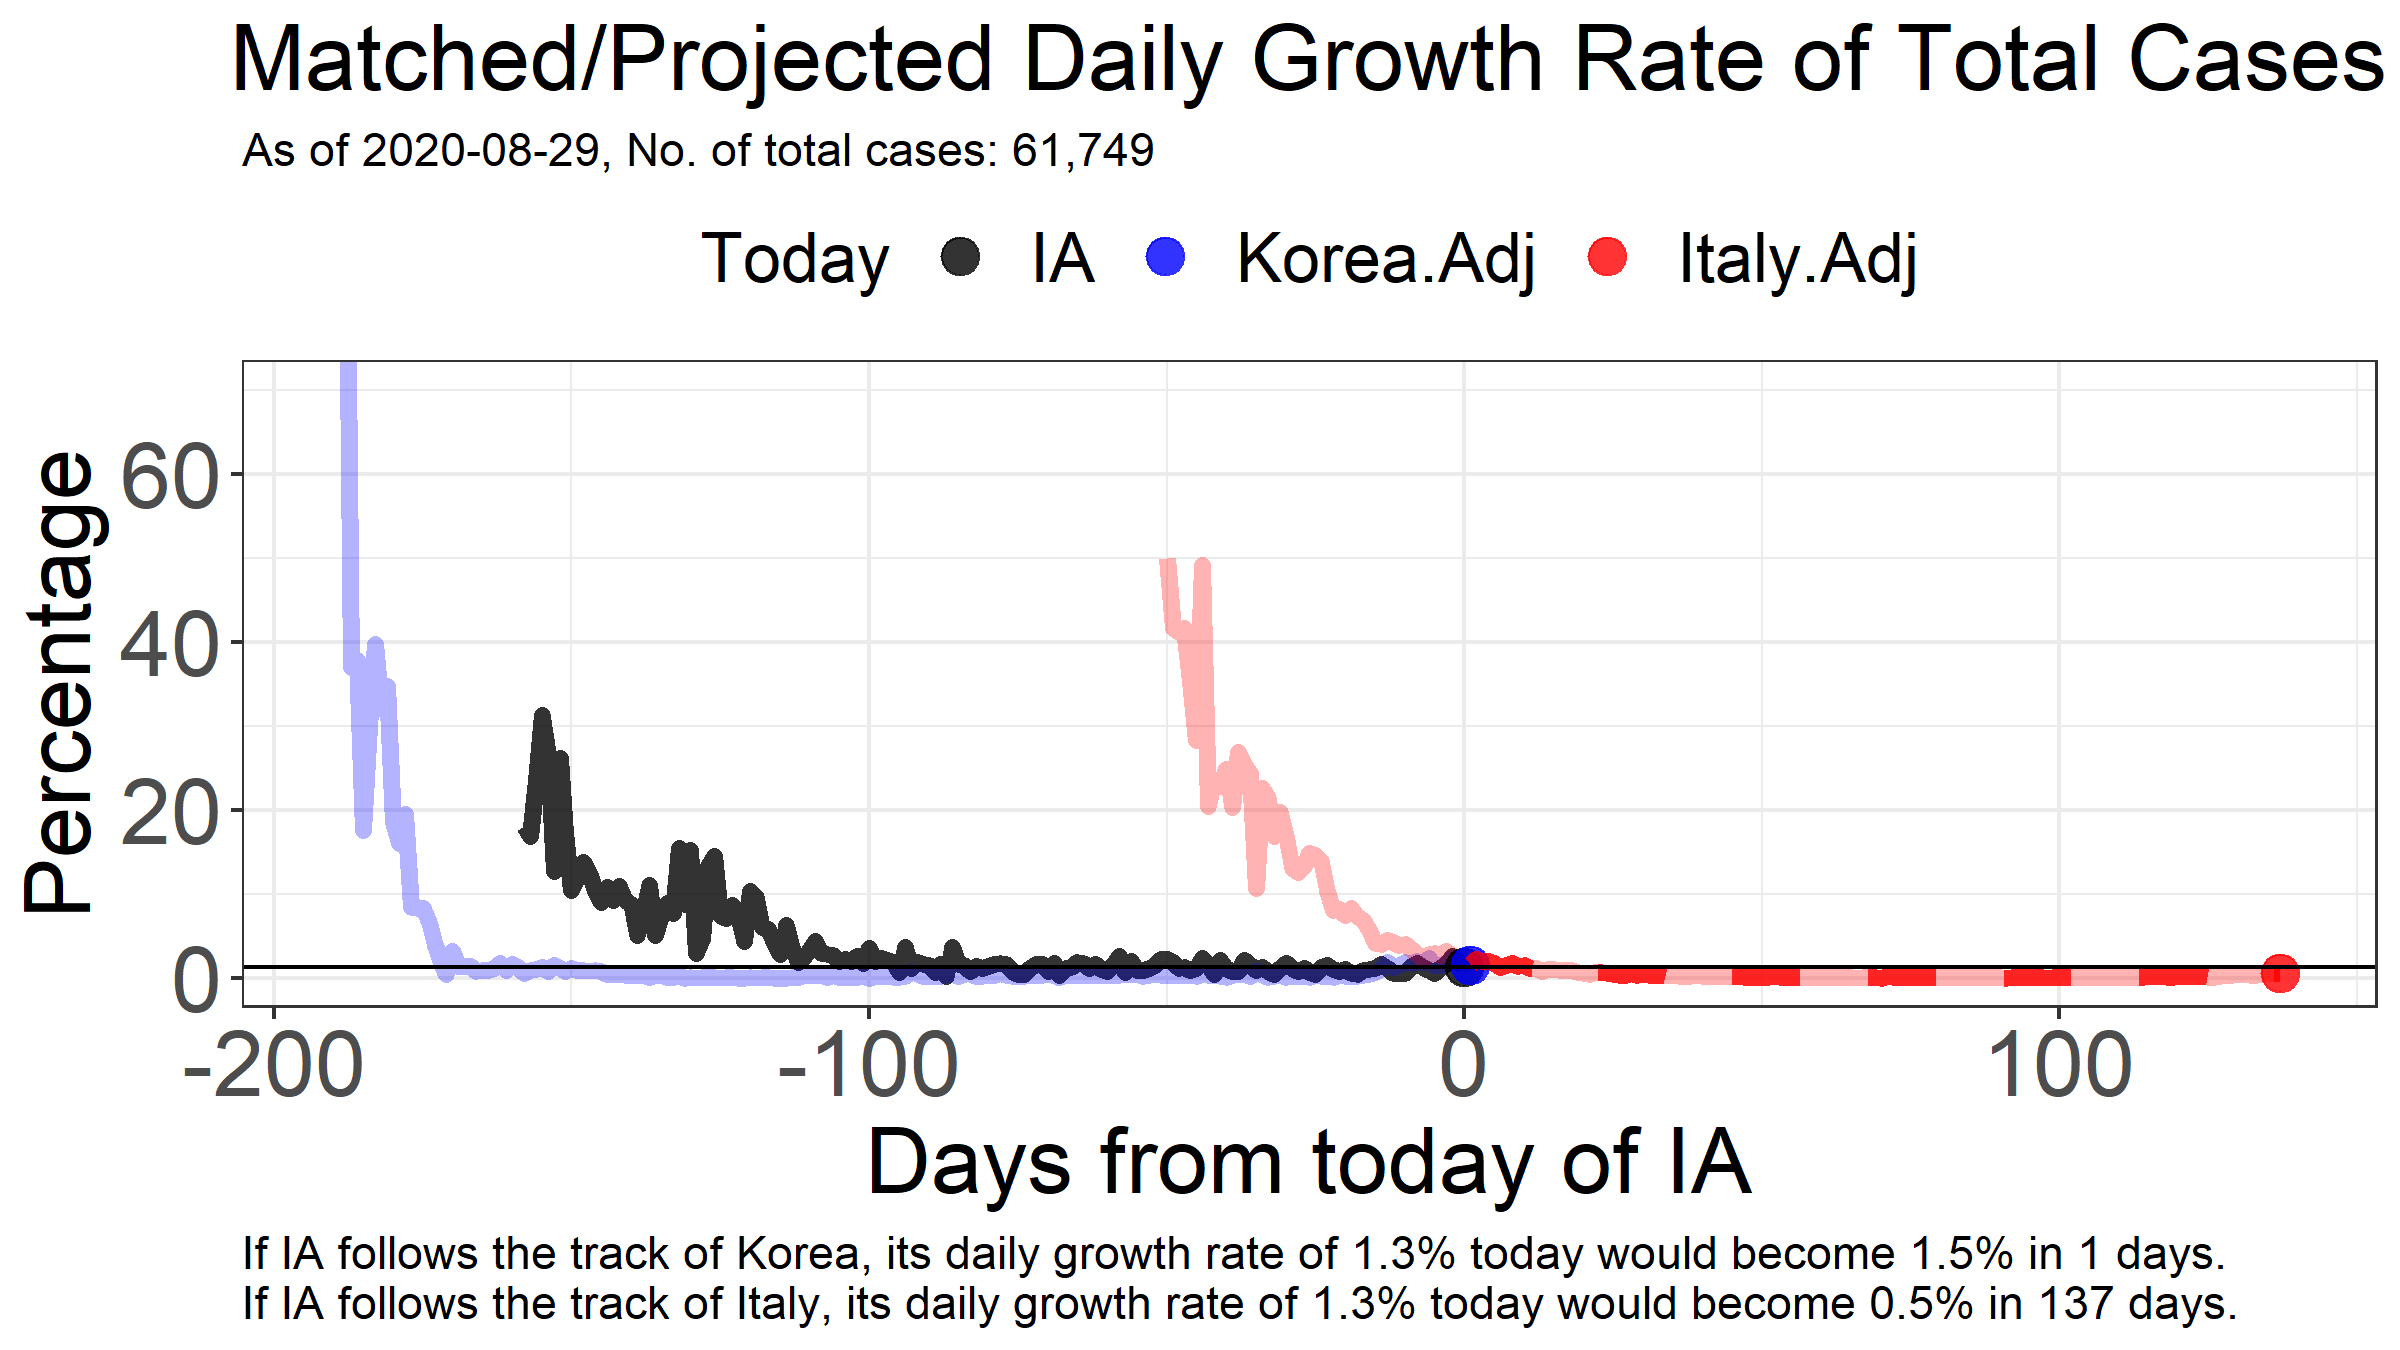 Matched/Projected Daily Growth Rate of Total Cases
As of 2020-08-29, No. of total cases: 61,749
Today IA Korea.Adj Italy.Adj
Percentage
60
40
20
0
-200 -100 0 100
Days from today of IA
If IA follows the track of Korea, its daily growth rate of 1.3% today would become 1.5% in 1 days.
If IA follows the track of Italy, its daily growth rate of 1.3% today would become 0.5% in 137 days.